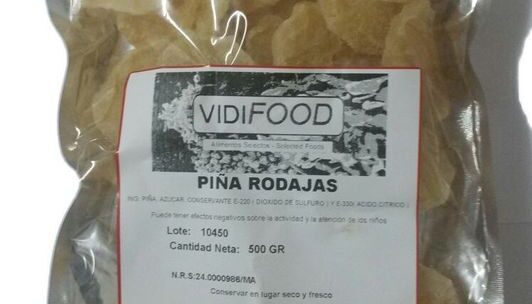 VIDIFOOD
Alimentos Selectos - Selected Foods
PIÑA RODAJAS
ING: PIÑA, AZUCAR, CONSERVANTE E-220 ( DIOXIDO DE SULFURO ) Y E-330( ACIDO CITRICO )
Puede tener efectos negativos sobre la actividad y la atención de los niños
Lote: 10450
Cantidad Neta: 500 GR
N.R.S:24.0000986/MA
Conservar en lugar seco y fresco